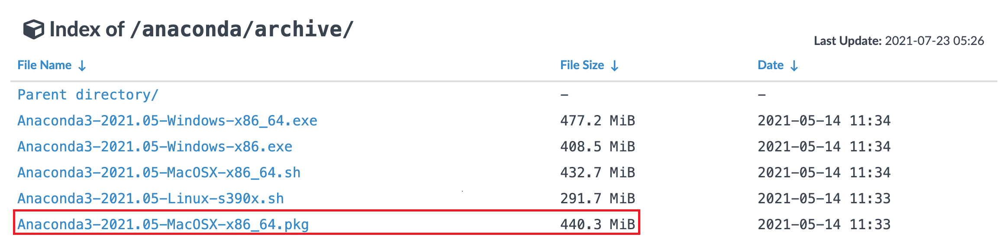 Index of /anaconda/archive/
Last Update: 2021-07-23 05:26
File Name ↓ File Size ↓ Date ↓
Parent directory/ - -
Anaconda3-2021.05-Windows-x86_64.exe 477.2 MiB 2021-05-14 11:34
Anaconda3-2021.05-Windows-x86.exe 408.5 MiB 2021-05-14 11:34
Anaconda3-2021.05-MacOSX-x86_64.sh 432.7 MiB 2021-05-14 11:34
Anaconda3-2021.05-Linux-s390x.sh 291.7 MiB 2021-05-14 11:33
Anaconda3-2021.05-MacOSX-x86_64.pkg 440.3 MiB 2021-05-14 11:33